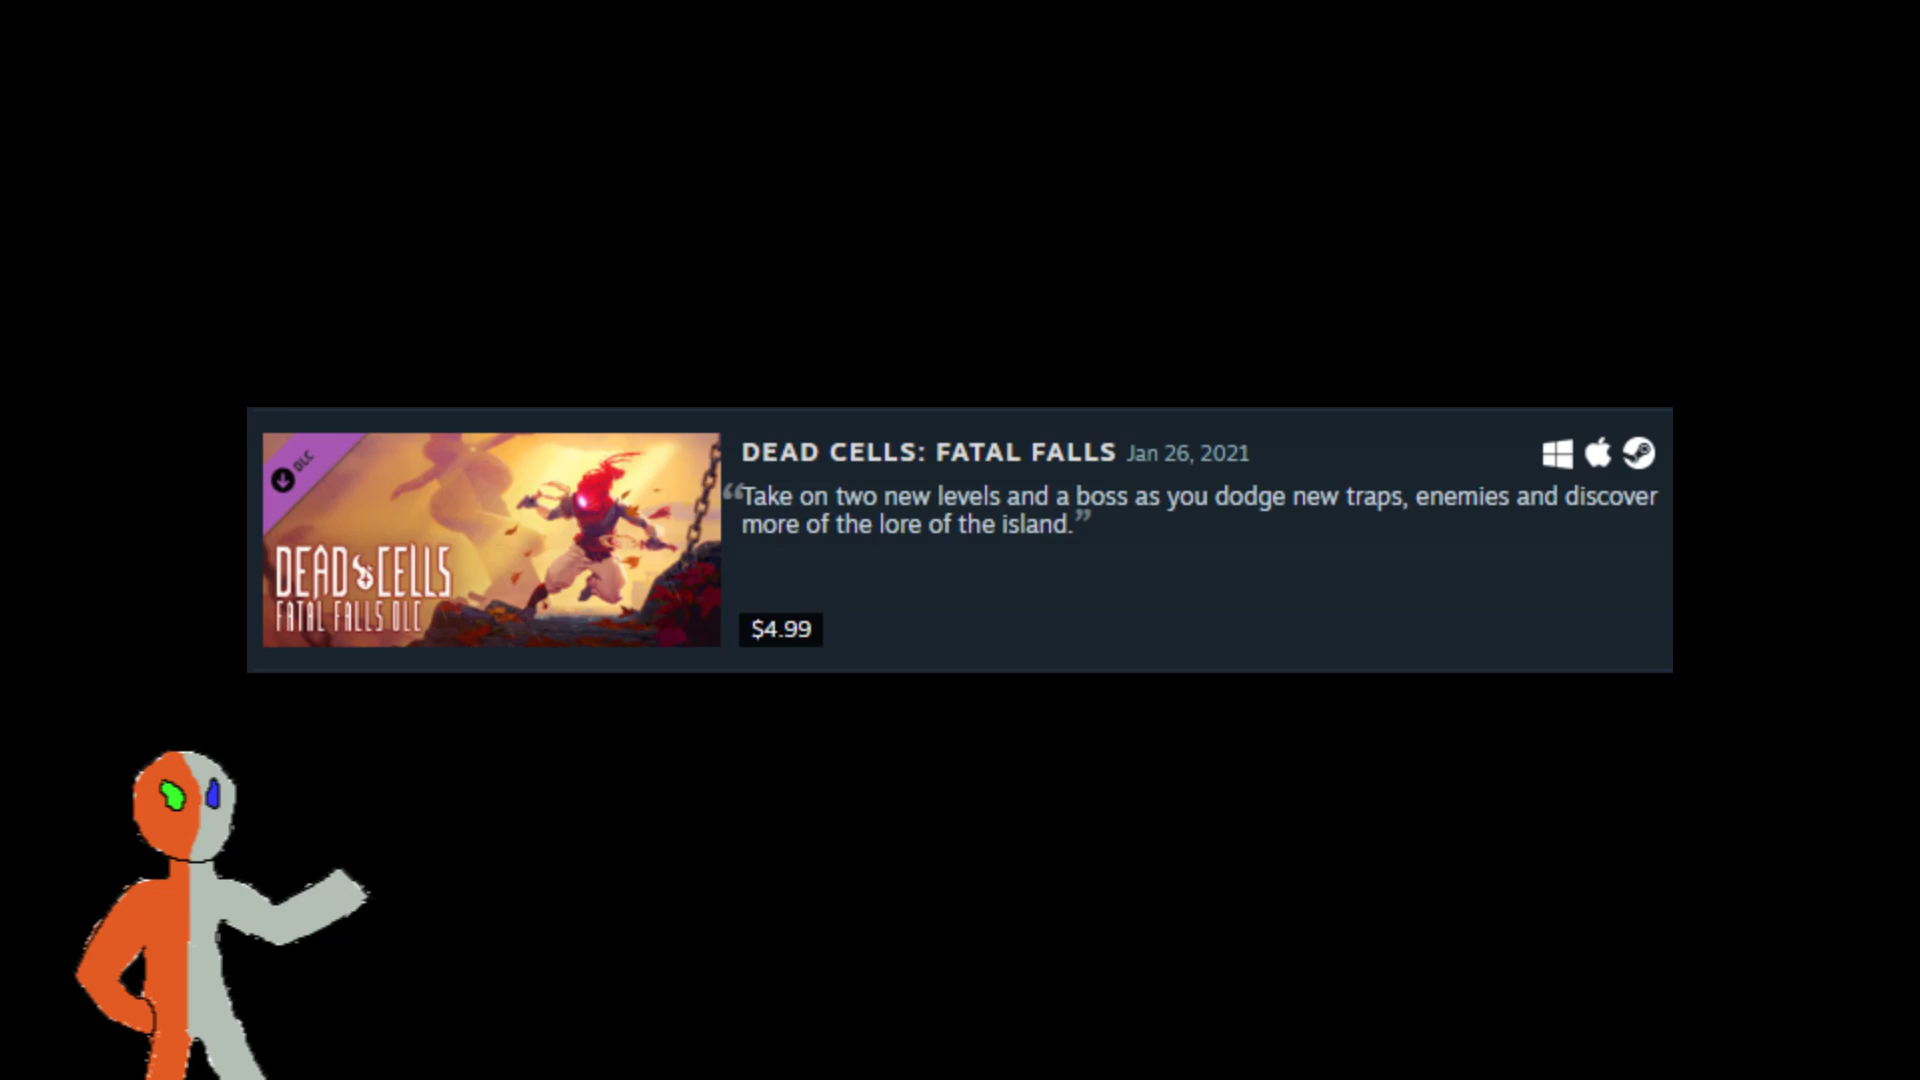 DLC
DEAD CELLS
FATAL FALLS DLC
DEAD CELLS: FATAL FALLS Jan 26, 2021
“Take on two new levels and a boss as you dodge new traps, enemies and discover
more of the lore of the island.”
$4.99